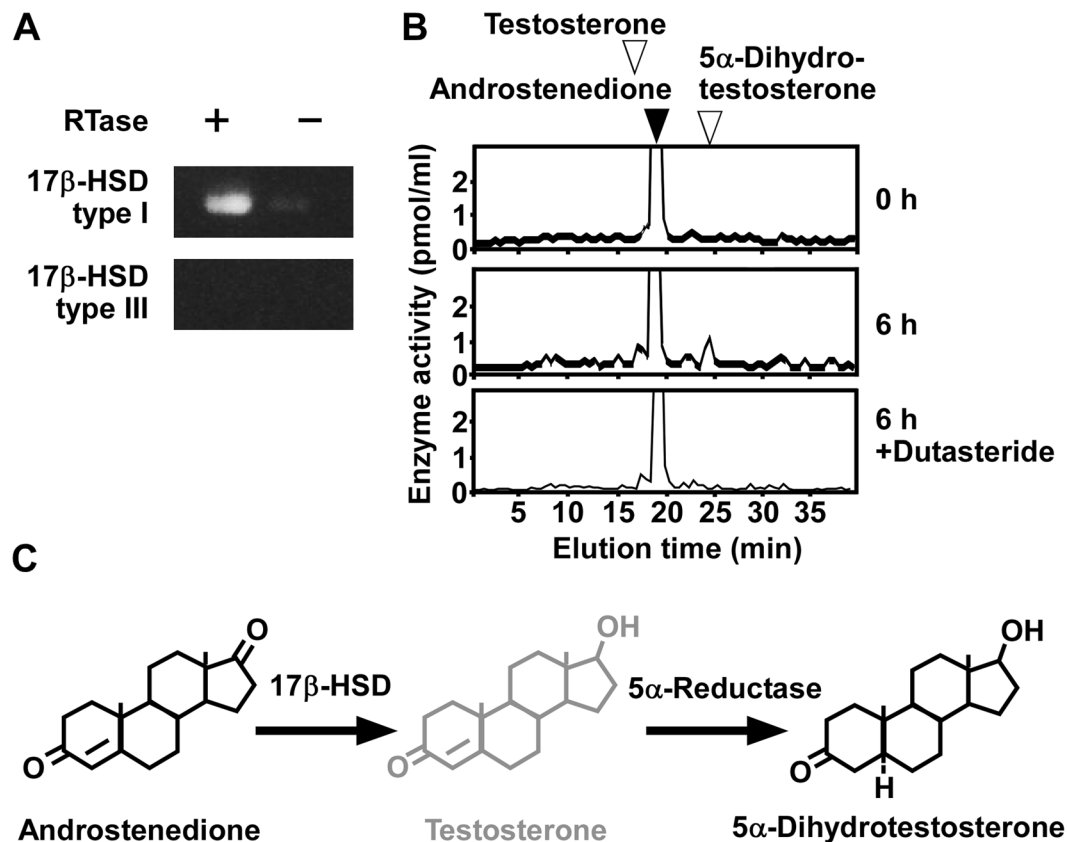 A
RTase + −
17β-HSD
type I
17β-HSD
type III
B
Testosterone
Androstenedione
5α-Dihydro-
testosterone
Enzyme activity (pmol/ml)
2
1
0
0 h
2
1
0
6 h
2
1
0
6 h
+Dutasteride
5 10 15 20 25 30 35
Elution time (min)
C
O
O
17β-HSD
OH
O
5α-Reductase
OH
O
H
Androstenedione
Testosterone
5α-Dihydrotestosterone